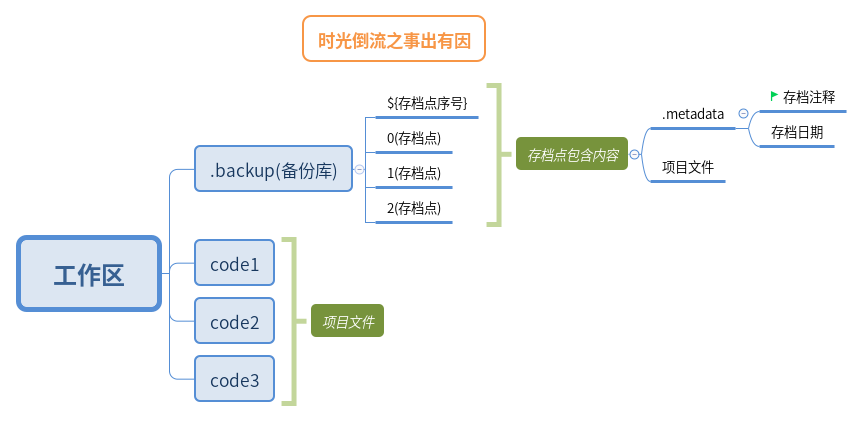 时光倒流之事出有因
工作区
.backup(备份库)
${存档点序号}
0(存档点)
1(存档点)
2(存档点)
存档点包含内容
.metadata
存档注释
存档日期
项目文件
code1
code2
code3
项目文件